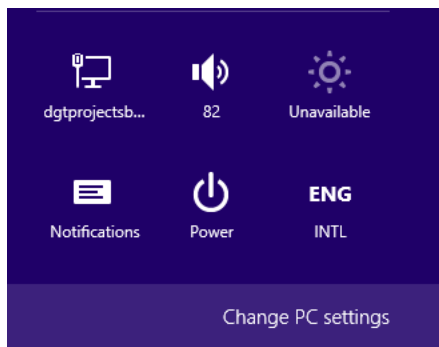 dgtprojectsb...
82
Unavailable
Notifications
Power
ENG
INTL
Change PC settings